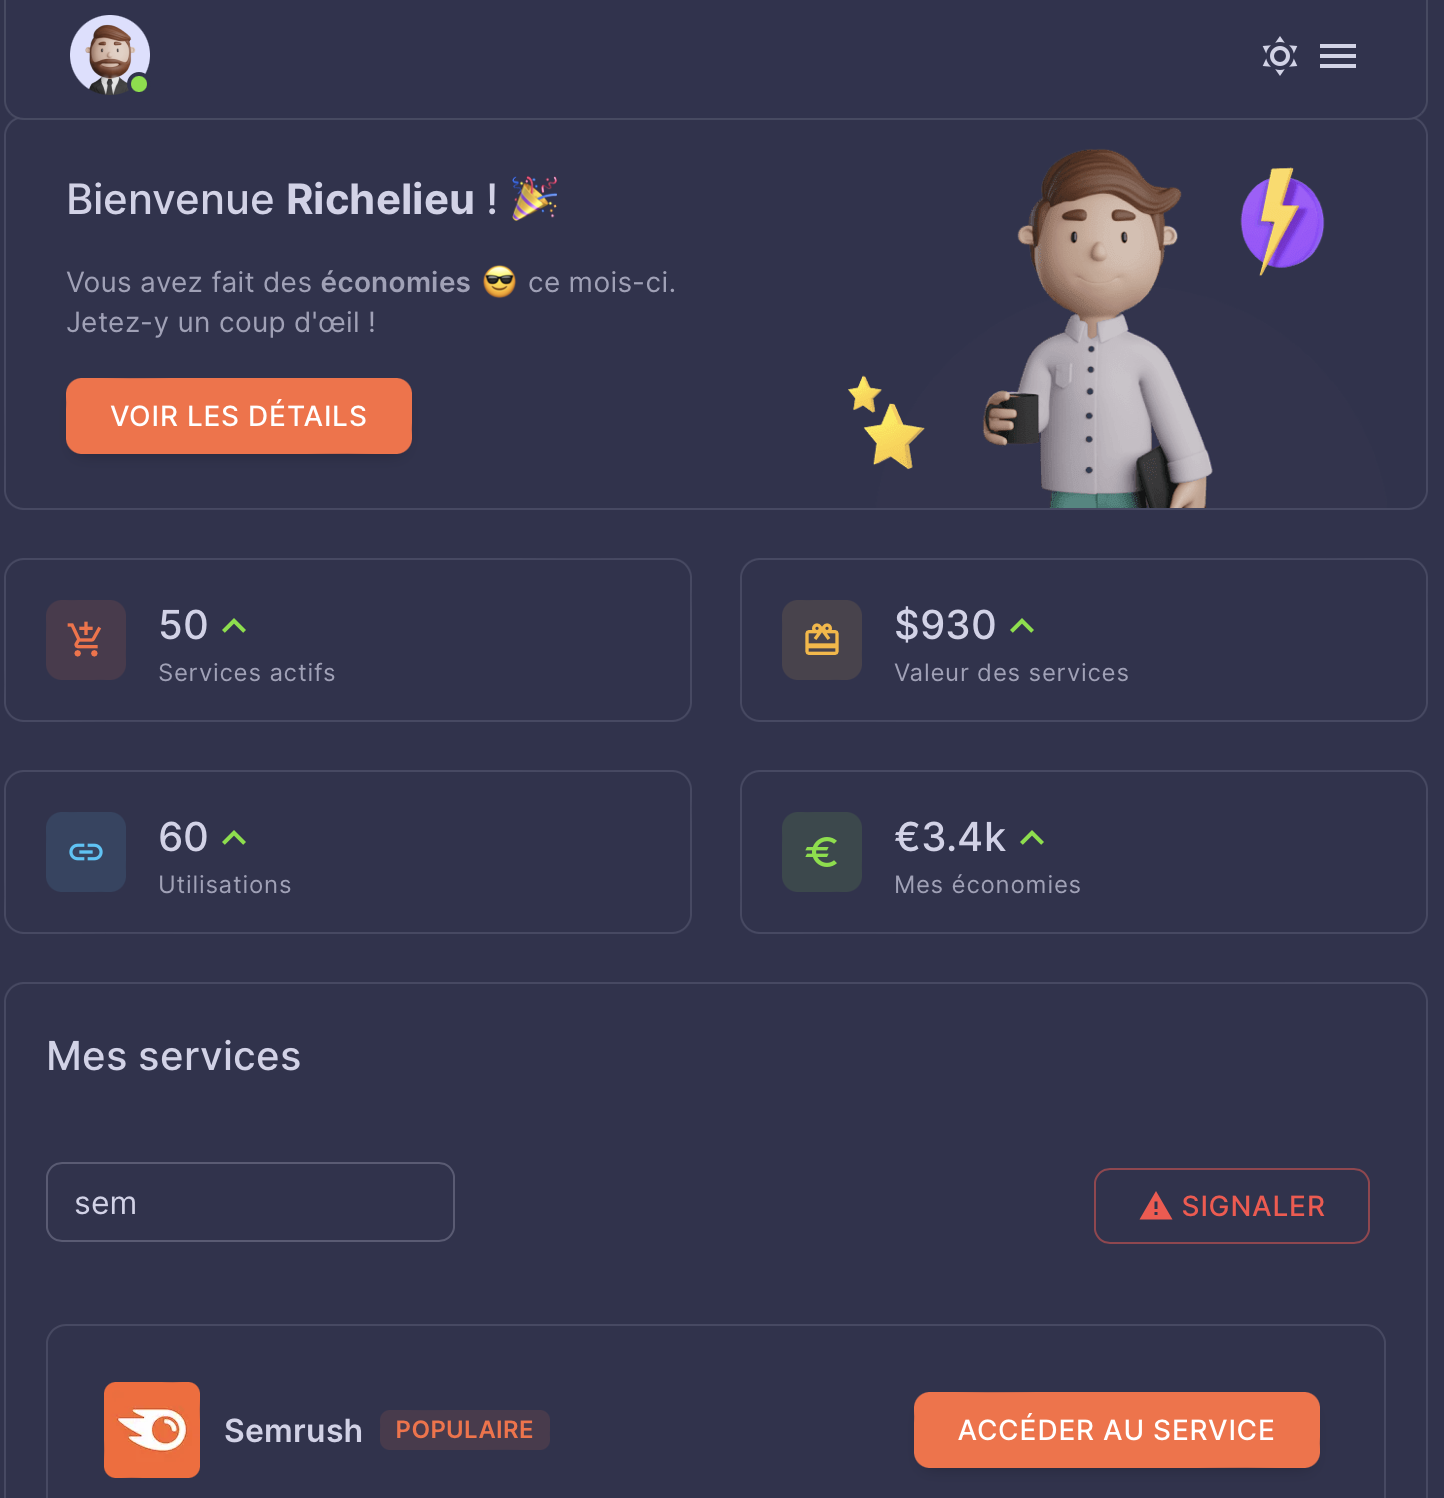 Bienvenue Richelieu ! 🎉
Vous avez fait des économies 😎 ce mois-ci.
Jetez-y un coup d'œil !
VOIR LES DÉTAILS
50
Services actifs
$930
Valeur des services
60
Utilisations
€3.4k
Mes économies
Mes services
sem
SIGNALER
Semrush POPULAIRE
ACCÉDER AU SERVICE